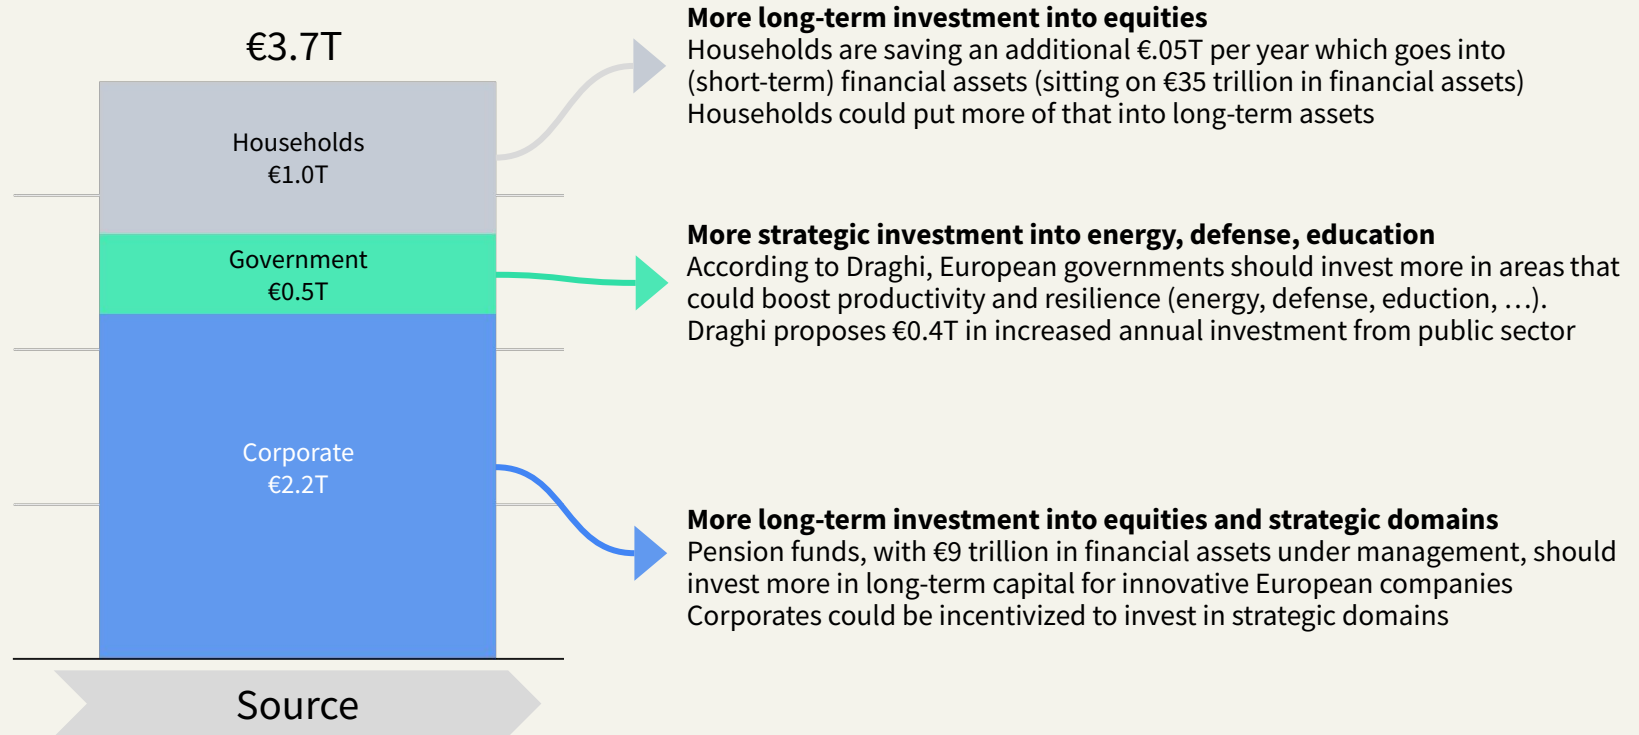 €3.7T
Households
€1.0T
Government
€0.5T
Corporate
€2.2T
Source
More long-term investment into equities
Households are saving an additional €.05T per year which goes into
(short-term) financial assets (sitting on €35 trillion in financial assets)
Households could put more of that into long-term assets
More strategic investment into energy, defense, education
According to Draghi, European governments should invest more in areas that
could boost productivity and resilience (energy, defense, eduction, …).
Draghi proposes €0.4T in increased annual investment from public sector
More long-term investment into equities and strategic domains
Pension funds, with €9 trillion in financial assets under management, should
invest more in long-term capital for innovative European companies
Corporates could be incentivized to invest in strategic domains